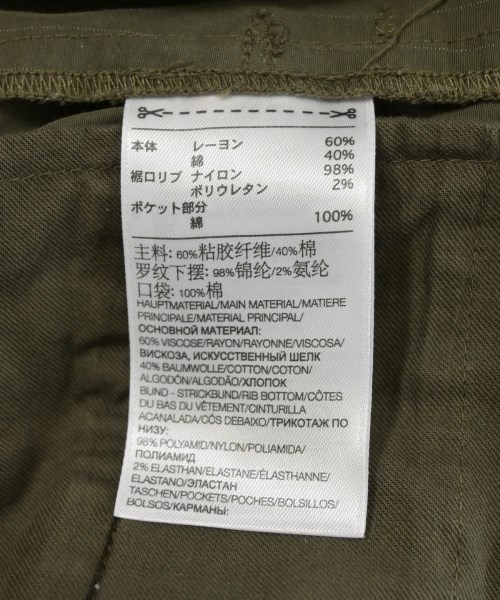 本体 レーヨン 60%
綿 40%
裾口リブ ナイロン 98%
ポリウレタン 2%
ポケット部分
綿 100%
主料: 60%粘胶纤维/40%棉
罗纹下摆: 98%锦纶/2%氨纶
口袋: 100%棉
HAUPTMATERIAL/MAIN MATERIAL/MATIERE
PRINCIPALE/MATERIAL PRINCIPAL/
ОСНОВНОЙ МАТЕРИАЛ:
60% VISCOSE/RAYON/RAYONNE/VISCOSA/
ВИСКОЗА, ИСКУССТВЕННЫЙ ШЕЛК
40% BAUMWOLLE/COTTON/COTON/
ALGODÓN/ALGODÃO/ХЛОПОК
BUND - STRICKBUND/RIB BOTTOM/CÔTES
DU BAS DU VÊTEMENT/CINTURILLA
ACANALADA/CÓS DEBAIXO/ТРИКОТАЖ ПО
НИЗУ:
98% POLYAMID/NYLON/POLIAMIDA/
ПОЛИАМИД
2% ELASTHAN/ELASTANE/ÉLASTHANNE/
ELASTANO/ЭЛАСТАН
TASCHEN/POCKETS/POCHES/BOLSILLOS/
BOLSOS/КАРМАНЫ: